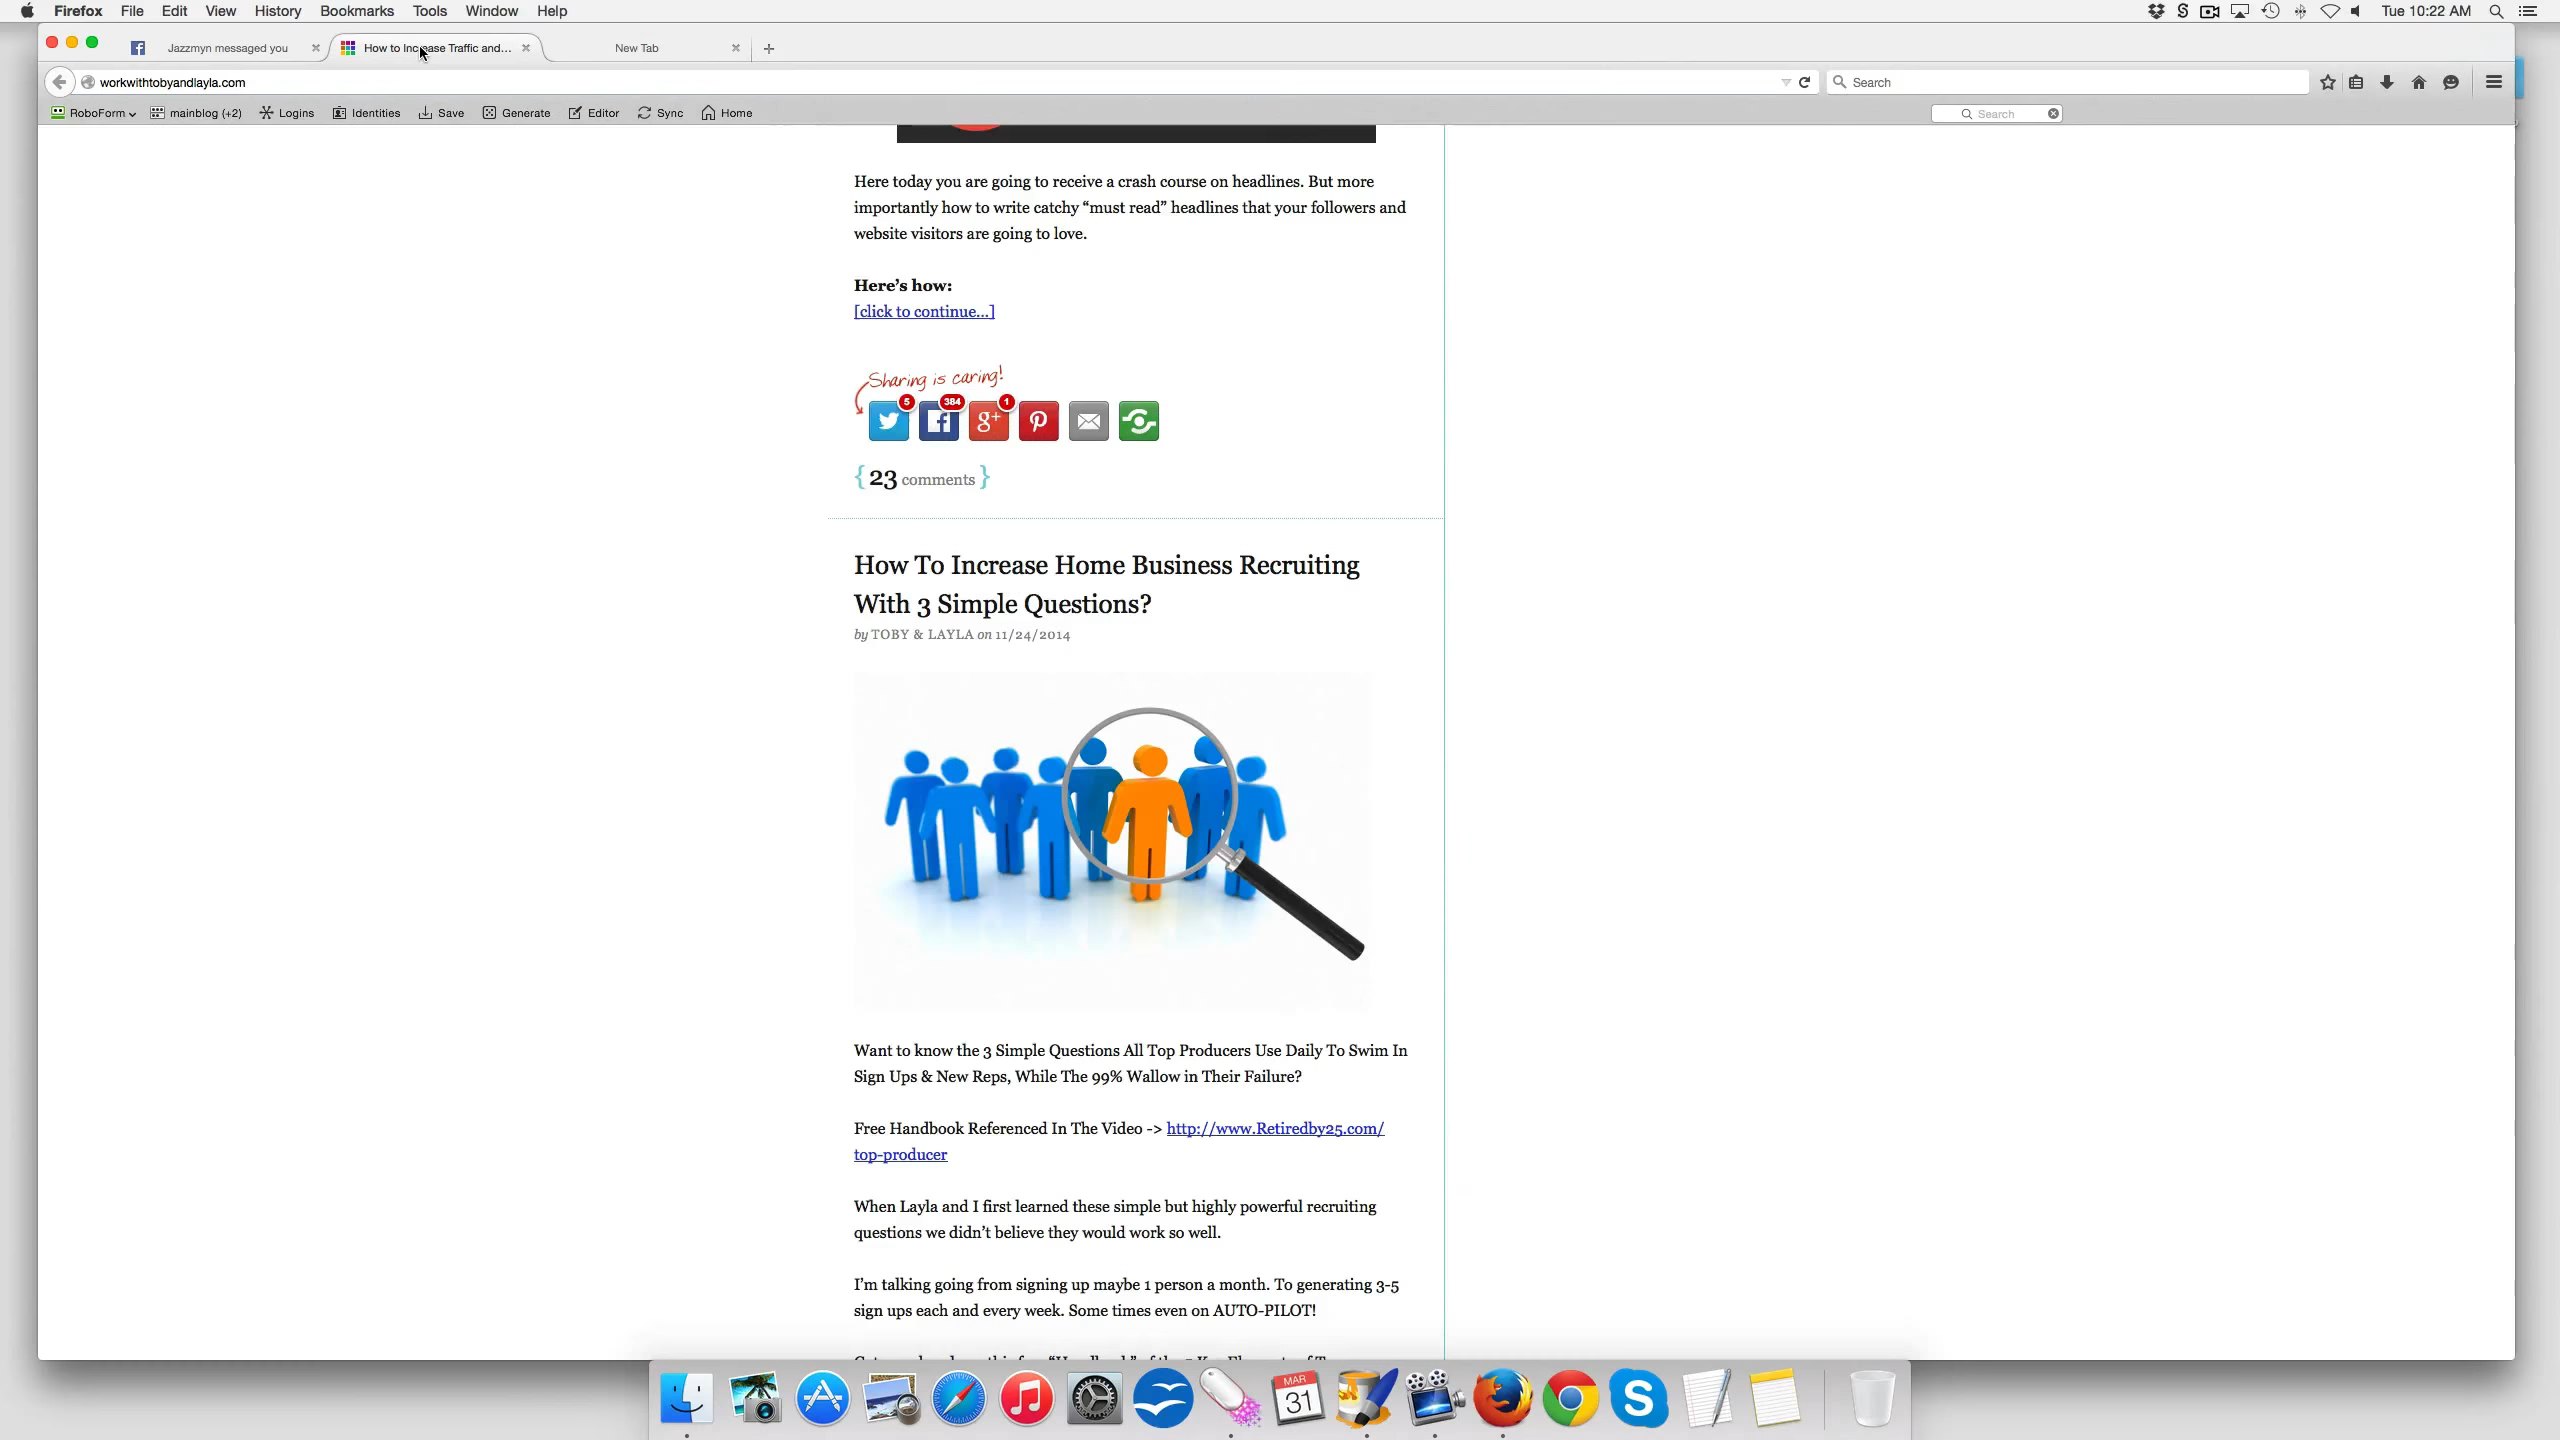 Firefox File Edit View History Bookmarks Tools Window Help Tue 10:22 AM
Jazzmyn messaged you How to Increase Traffic and... New Tab
workwithtobyandlayla.com Search
RoboForm mainblog (+2) Logins Identities Save Generate Editor Sync Home Search
Here today you are going to receive a crash course on headlines. But more
importantly how to write catchy “must read” headlines that your followers and
website visitors are going to love.
Here’s how:
[click to continue...]
Sharing is caring!
5 384 1
{ 23 comments }
How To Increase Home Business Recruiting
With 3 Simple Questions?
by TOBY & LAYLA on 11/24/2014
Want to know the 3 Simple Questions All Top Producers Use Daily To Swim In
Sign Ups & New Reps, While The 99% Wallow in Their Failure?
Free Handbook Referenced In The Video -> http://www.Retiredby25.com/
top-producer
When Layla and I first learned these simple but highly powerful recruiting
questions we didn’t believe they would work so well.
I’m talking going from signing up maybe 1 person a month. To generating 3-5
sign ups each and every week. Some times even on AUTO-PILOT!
MAR
31